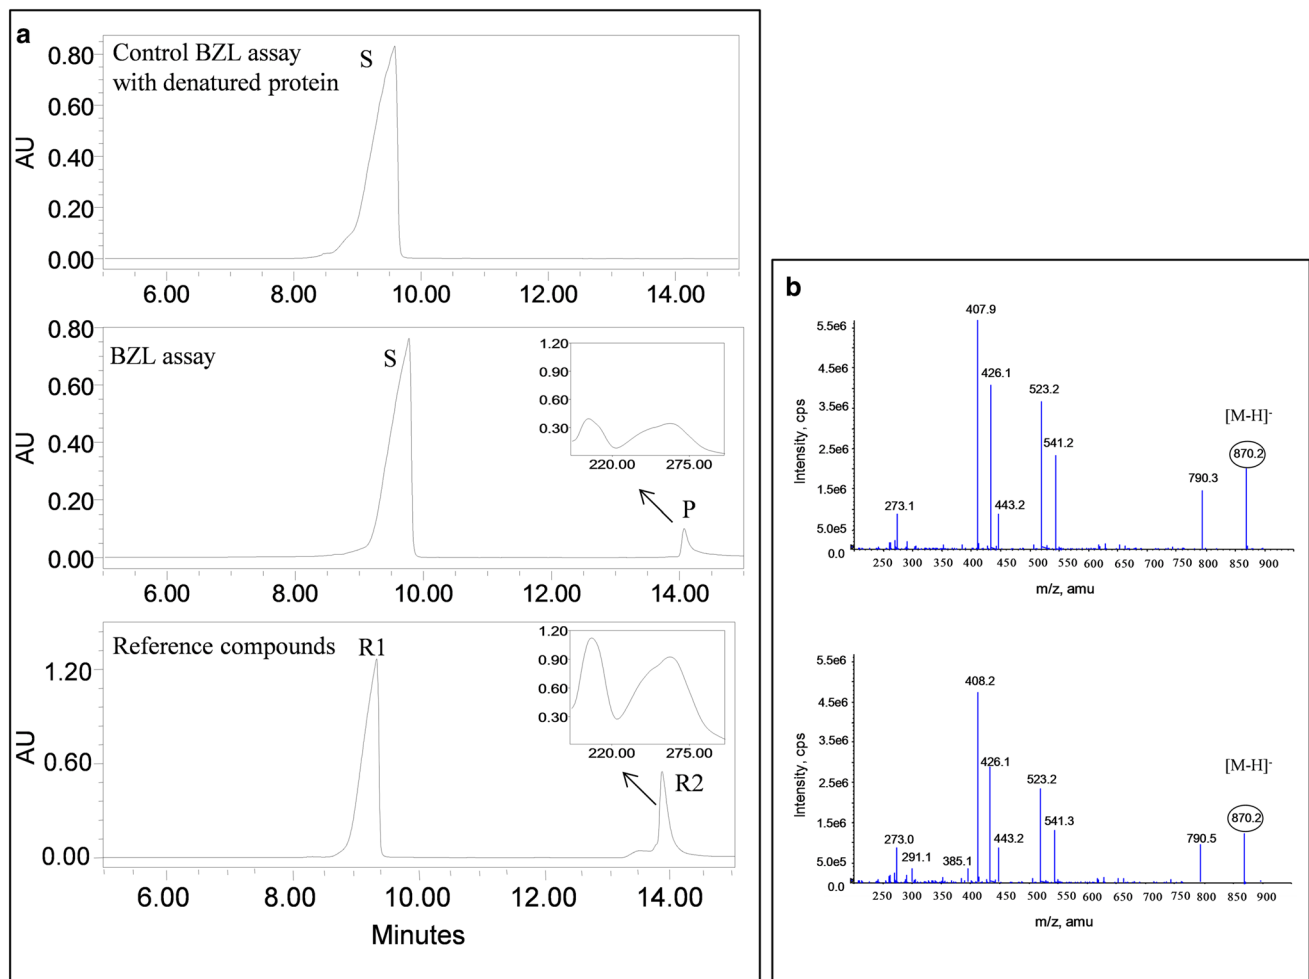 a
Control BZL assay
with denatured protein
S
AU
0.80
0.60
0.40
0.20
0.00
6.00 8.00 10.00 12.00 14.00
BZL assay
S
P
AU
0.80
0.60
0.40
0.20
0.00
1.20
0.90
0.60
0.30
220.00 275.00
6.00 8.00 10.00 12.00 14.00
Reference compounds
R1
R2
AU
1.20
0.60
0.00
1.20
0.90
0.60
0.30
220.00 275.00
6.00 8.00 10.00 12.00 14.00
Minutes
b
Intensity, cps
5.5e6
4.5e6
3.5e6
2.5e6
1.5e6
5.0e5
0.0
407.9
426.1
523.2
541.2
443.2
273.1
790.3
[M-H]-
870.2
250 300 350 400 450 500 550 600 650 700 750 800 850 900
m/z, amu
Intensity, cps
5.5e6
4.5e6
3.5e6
2.5e6
1.5e6
5.0e5
0.0
408.2
426.1
523.2
541.3
443.2
273.0
291.1
385.1
790.5
[M-H]-
870.2
250 300 350 400 450 500 550 600 650 700 750 800 850 900
m/z, amu